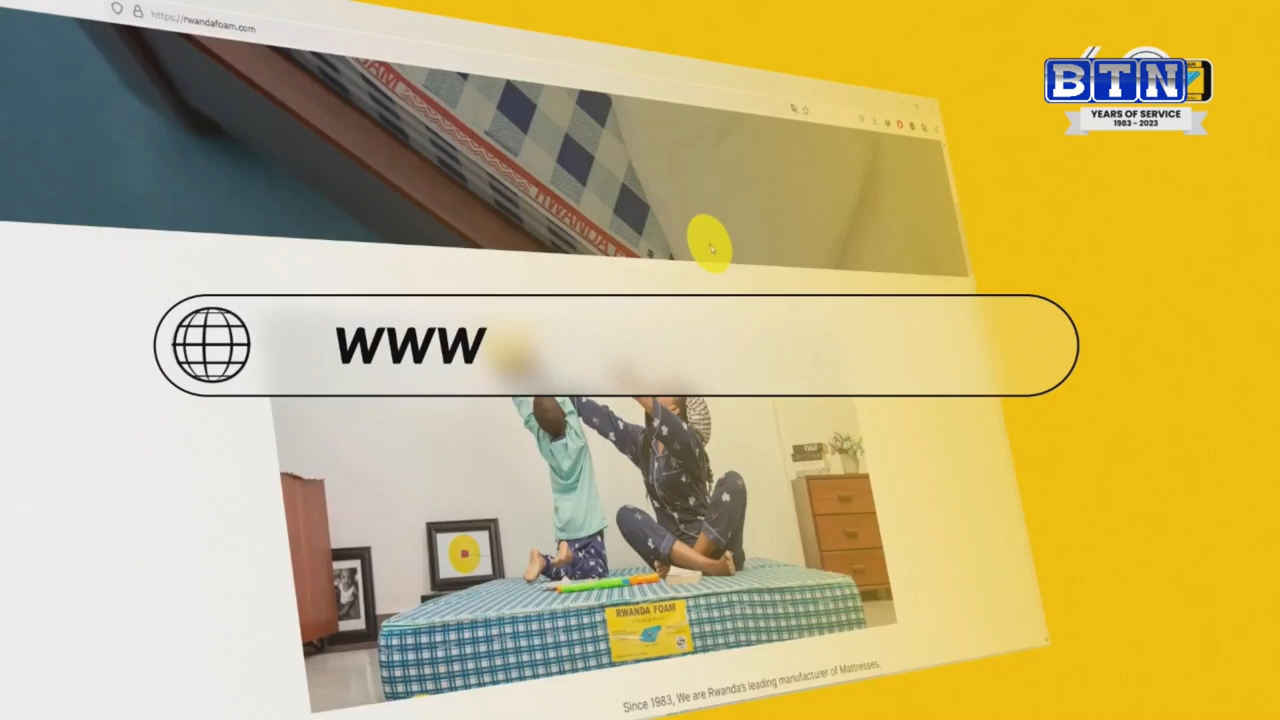 https://rwandafoam.com
BTN
YEARS OF SERVICE
1983 - 2023
RWANDA
WWW
RWANDA FOAM
Since 1983, We are Rwanda's leading manufacturer of Mattresses,